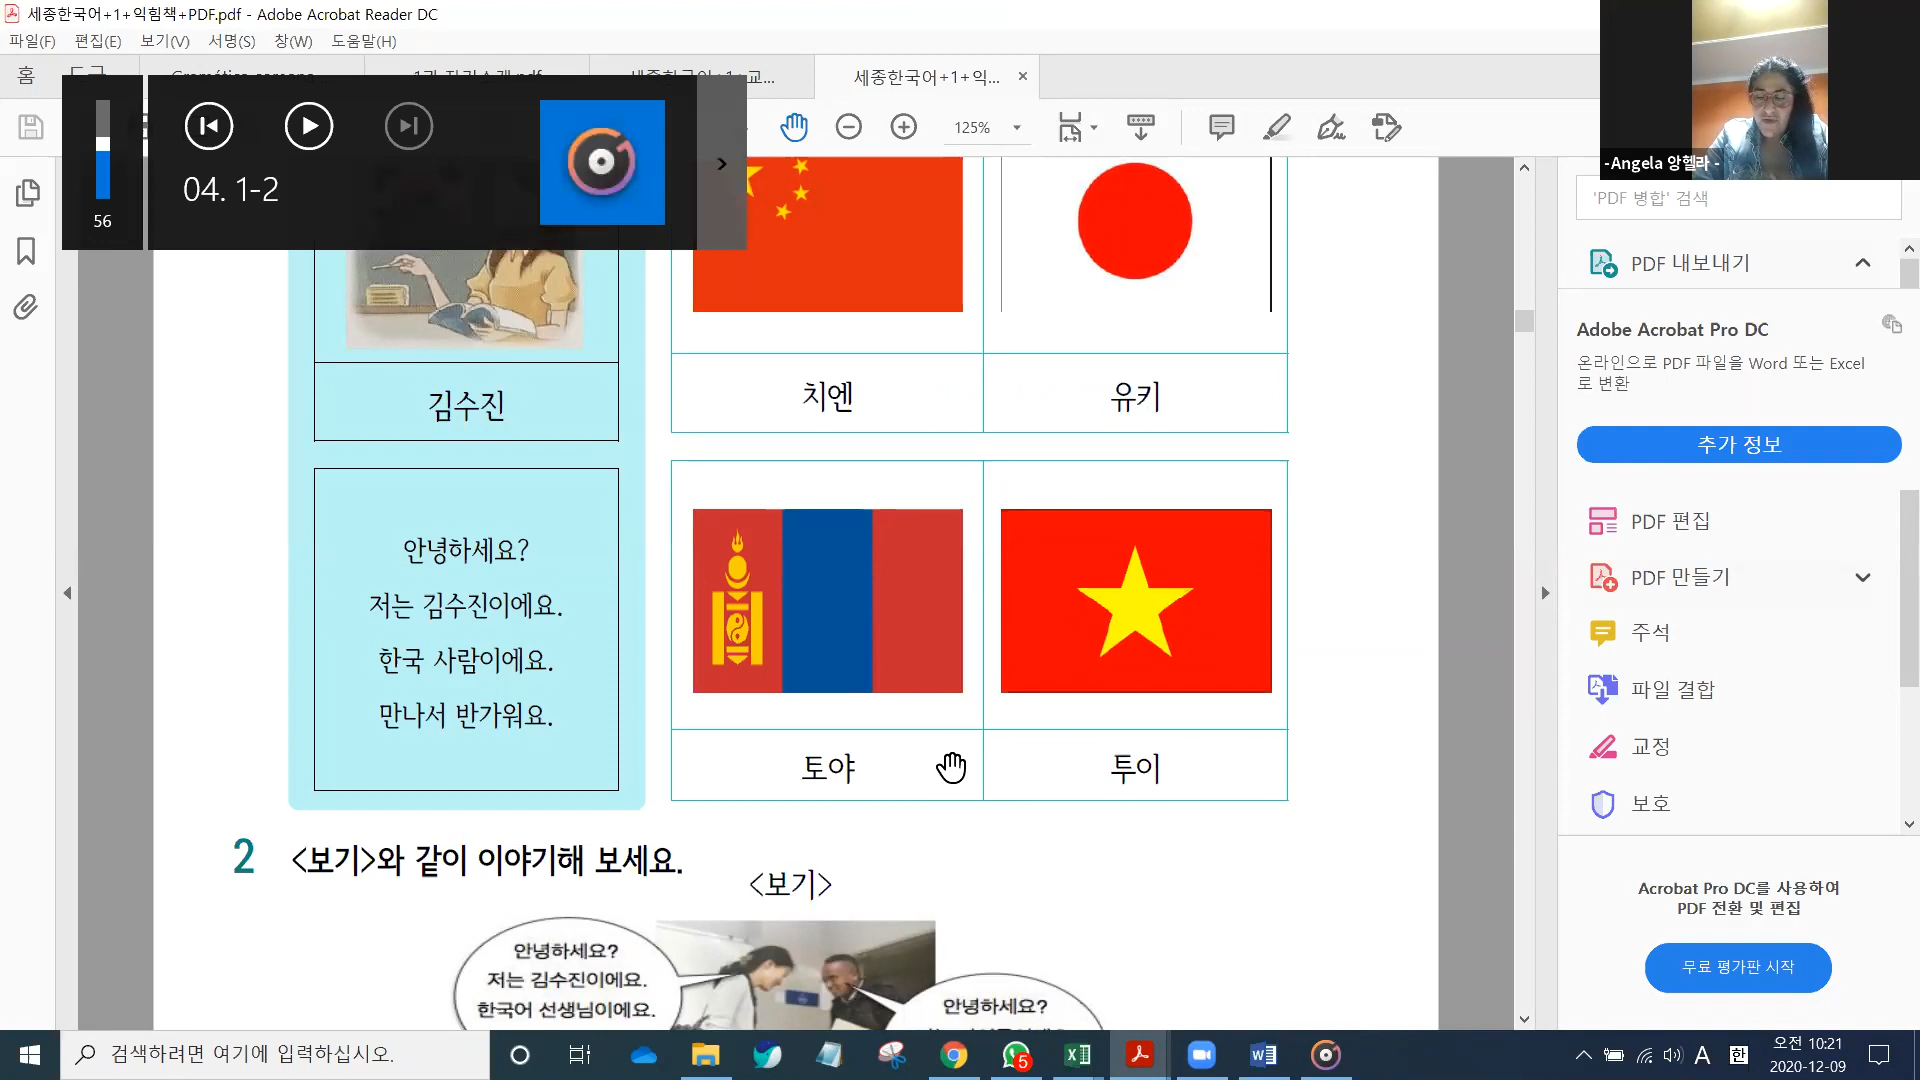 세종한국어+1+익힘책+PDF.pdf - Adobe Acrobat Reader DC
파일(F) 편집(E) 보기(V) 서명(S) 창(W) 도움말(H)
홈 도구
세종한국어+1+교...
세종한국어+1+익...
125%
56
04. 1-2
-Angela 앙헬라 -
김수진
치엔
유키
안녕하세요?
저는 김수진이에요.
한국 사람이에요.
만나서 반가워요.
토야
투이
2 <보기>와 같이 이야기해 보세요.
<보기>
안녕하세요?
저는 김수진이에요.
한국어 선생님이에요.
안녕하세요?
'PDF 병합' 검색
PDF 내보내기
Adobe Acrobat Pro DC
온라인으로 PDF 파일을 Word 또는 Excel
로 변환
추가 정보
PDF 편집
PDF 만들기
주석
파일 결합
교정
보호
Acrobat Pro DC를 사용하여
PDF 전환 및 편집
무료 평가판 시작
검색하려면 여기에 입력하십시오.
5
A 한
오전 10:21
2020-12-09